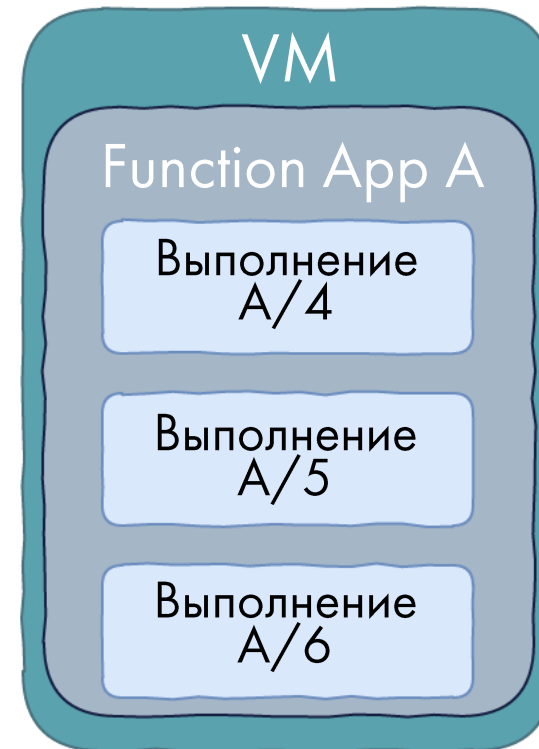 VM
Function App A
Выполнение
A/4
Выполнение
A/5
Выполнение
A/6